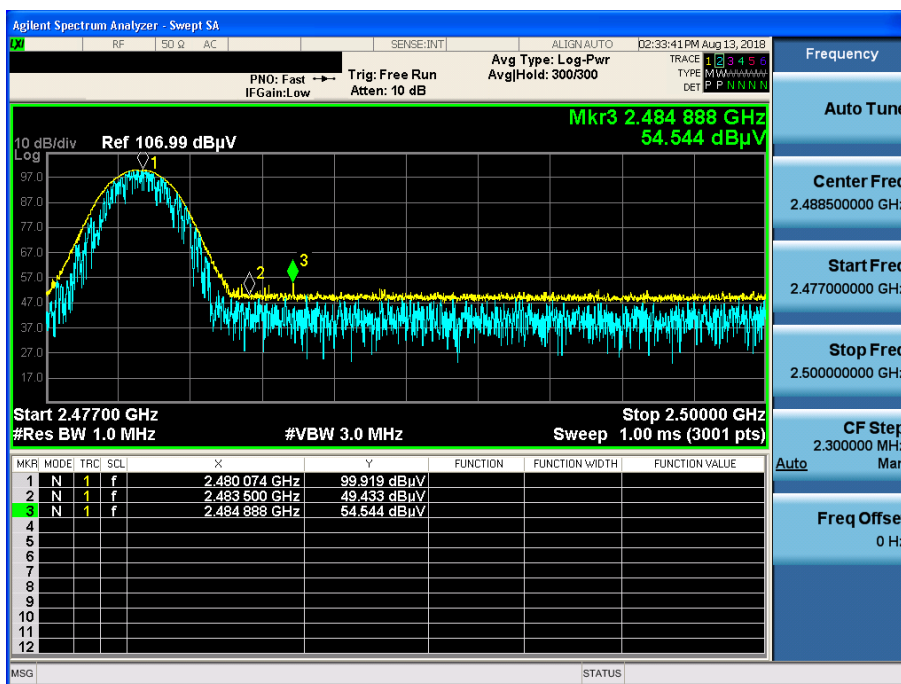 Agilent Spectrum Analyzer - Swept SA
LXI RF 50 Ω AC SENSE:INT ALIGN AUTO 02:33:41 PM Aug 13, 2018
PNO: Fast Trig: Free Run Avg Type: Log-Pwr TRACE 1 2 3 4 5 6
IFGain:Low Atten: 10 dB Avg|Hold: 300/300 TYPE M W W W W W
DET P P N N N N
Mkr3 2.484 888 GHz
54.544 dBµV
10 dB/div Ref 106.99 dBµV
Log
97.0
87.0
77.0
67.0
57.0
47.0
37.0
27.0
17.0
1
2
3
Start 2.47700 GHz Stop 2.50000 GHz
#Res BW 1.0 MHz #VBW 3.0 MHz Sweep 1.00 ms (3001 pts)
MKR MODE TRC SCL X Y FUNCTION FUNCTION WIDTH FUNCTION VALUE
1 N 1 f 2.480 074 GHz 99.919 dBµV
2 N 1 f 2.483 500 GHz 49.433 dBµV
3 N 1 f 2.484 888 GHz 54.544 dBµV
4
5
6
7
8
9
10
11
12
MSG STATUS
Frequency
Auto Tune
Center Freq
2.488500000 GHz
Start Freq
2.477000000 GHz
Stop Freq
2.500000000 GHz
CF Step
2.300000 MHz
Auto Man
Freq Offset
0 Hz